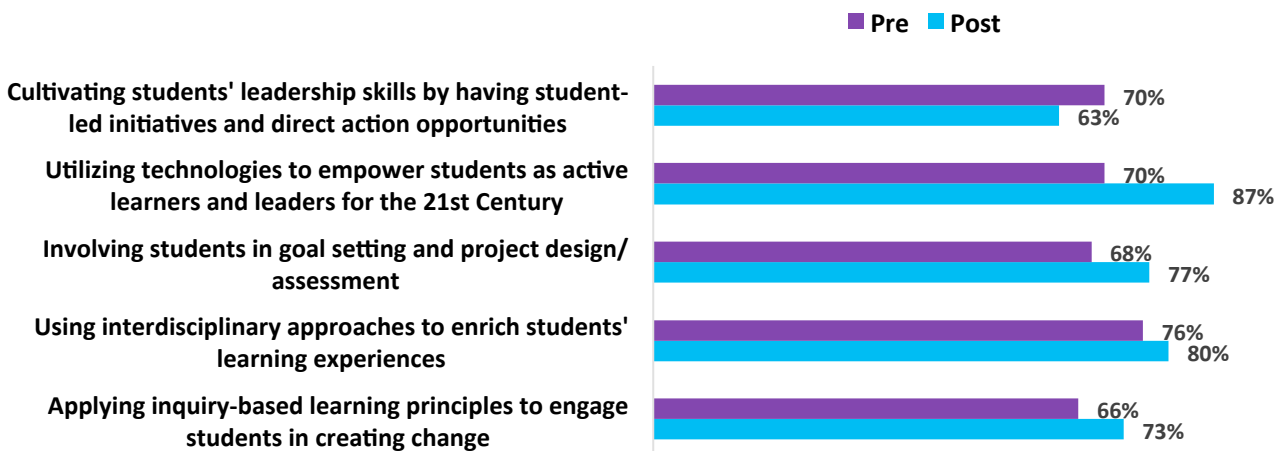 Pre Post
Cultivating students' leadership skills by having student-
led initiatives and direct action opportunities
70%
63%
Utilizing technologies to empower students as active
learners and leaders for the 21st Century
70%
87%
Involving students in goal setting and project design/
assessment
68%
77%
Using interdisciplinary approaches to enrich students'
learning experiences
76%
80%
Applying inquiry-based learning principles to engage
students in creating change
66%
73%